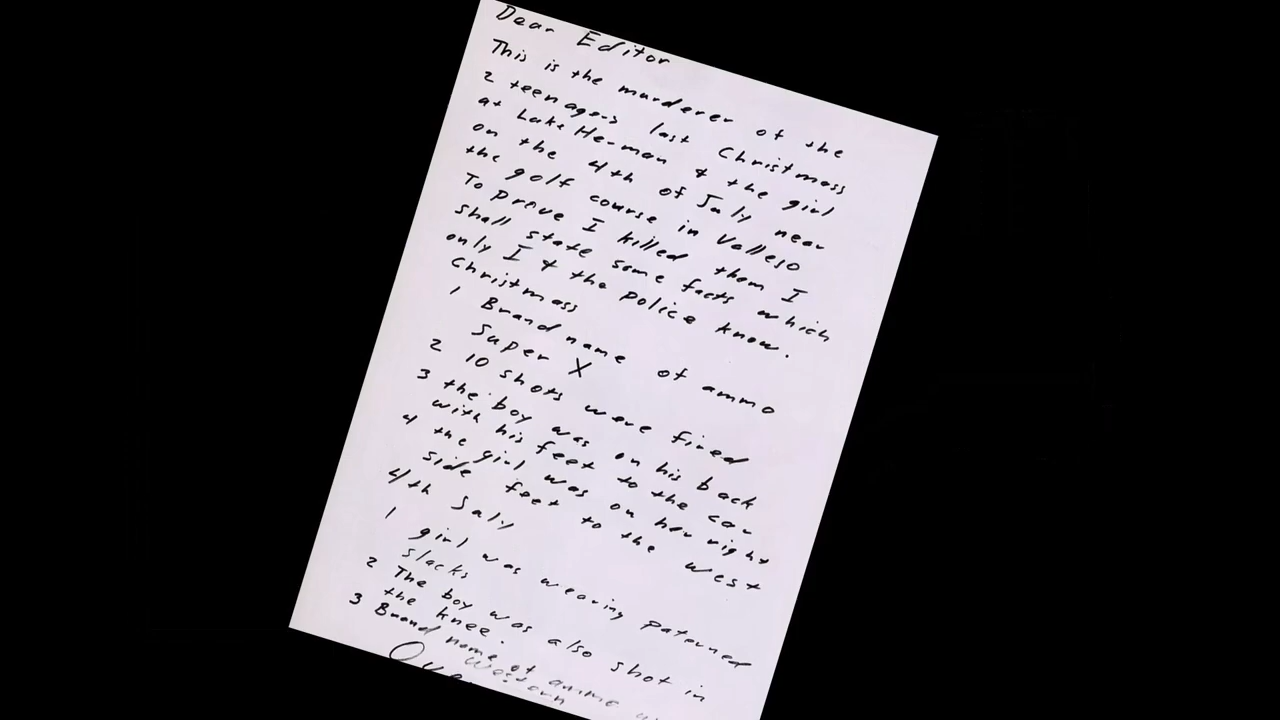 Dear Editor
This is the murderer of the
2 teenagers last Christmass
at Lake Herman & the girl
on the 4th of July near
the golf course in Vallejo
To prove I killed them I
shall state some facts which
only I & the police know.
Christmass
1 Brand name of ammo
Super X
2 10 shots were fired
3 the boy was on his back
with his feet to the car
4 the girl was on her right
side feet to the west
4th July
1 girl was wearing paterned
slacks
2 The boy was also shot in
the knee.
3 Brand name of ammo
Western
Over